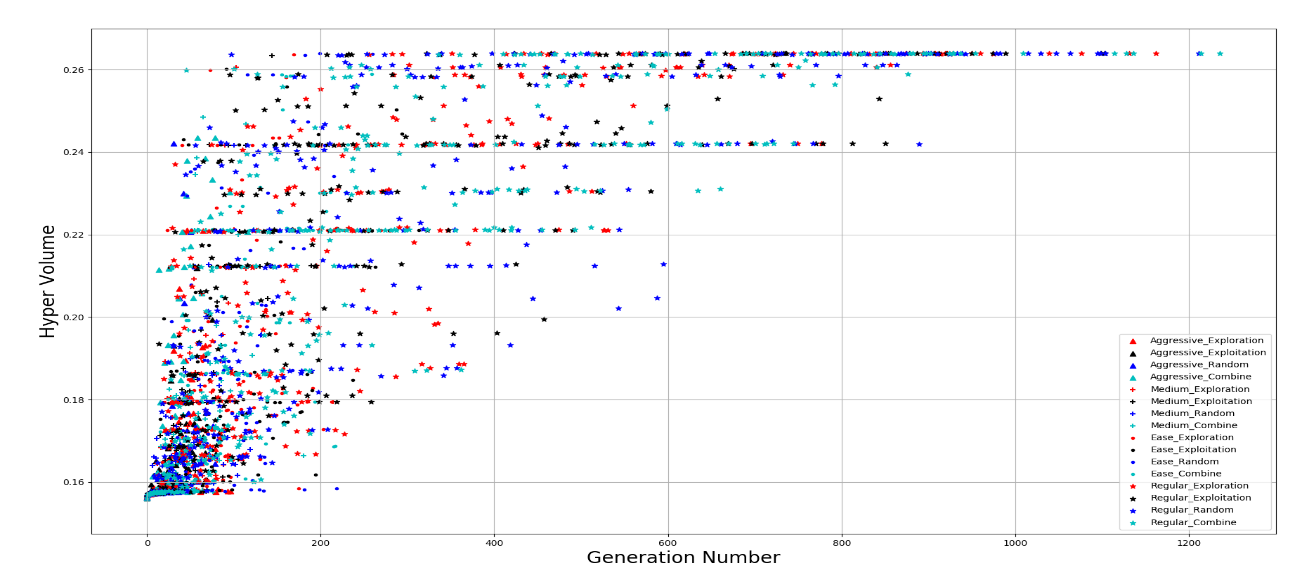 Hyper Volume
0.26
0.24
0.22
0.20
0.18
0.16
0
200
400
600
800
1000
1200
Generation Number
Aggressive_Exploration
Aggressive_Exploitation
Aggressive_Random
Aggressive_Combine
Medium_Exploration
Medium_Exploitation
Medium_Random
Medium_Combine
Ease_Exploration
Ease_Exploitation
Ease_Random
Ease_Combine
Regular_Exploration
Regular_Exploitation
Regular_Random
Regular_Combine